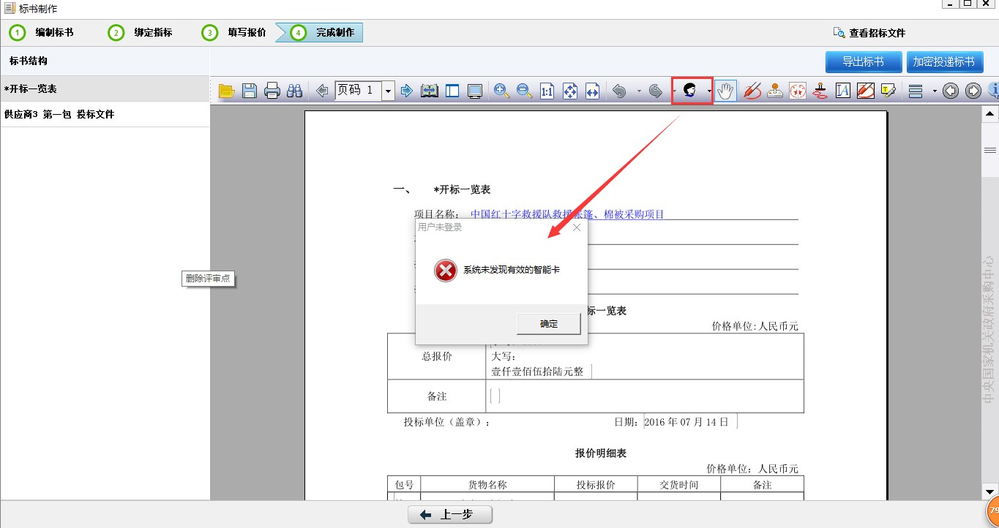 标书制作
1 编制标书 2 绑定指标 3 填写报价 4 完成制作 查看招标文件
标书结构
导出标书 加密投递标书
*开标一览表
页码 1
1:1
供应商3 第一包 投标文件
一、 *开标一览表
项目名称: 中国红十字救援队救援帐篷、棉被采购项目
用户未登录
系统未发现有效的智能卡
删除评审点
标一览表
确定
价格单位:人民币元
总报价
大写:
壹仟壹佰伍拾陆元整
备注
投标单位（盖章）: 日期: 2016 年 07 月 14 日
报价明细表
价格单位: 人民币元
包号 货物名称 投标报价 交货时间 备注
中央国家机关政府采购中心
上一步
79